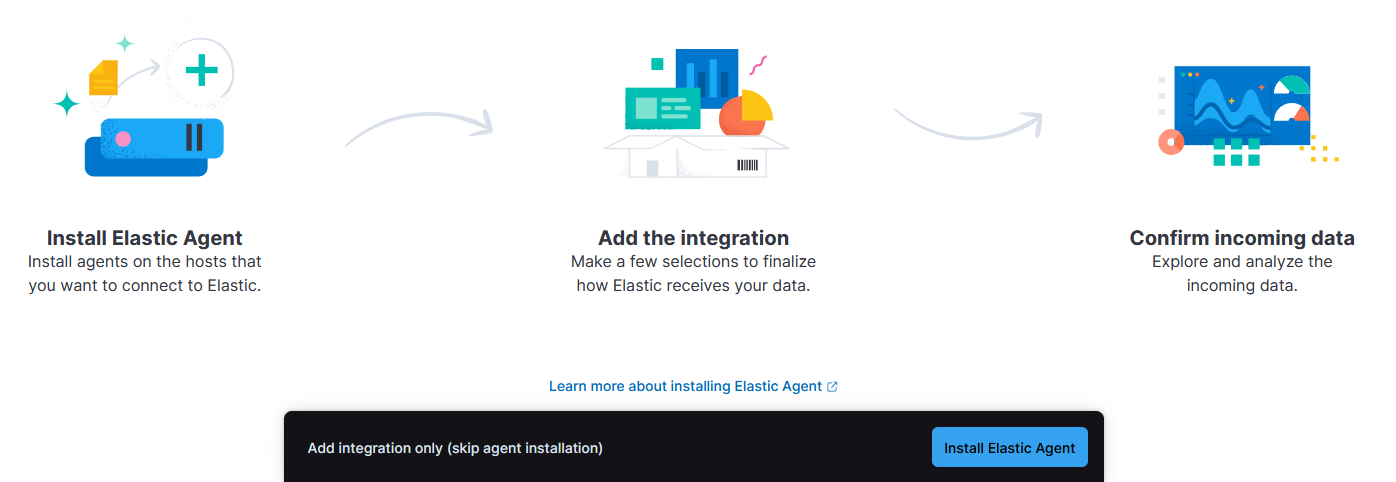 Install Elastic Agent
Install agents on the hosts that
you want to connect to Elastic.
Add the integration
Make a few selections to finalize
how Elastic receives your data.
Confirm incoming data
Explore and analyze the
incoming data.
Learn more about installing Elastic Agent
Add integration only (skip agent installation)
Install Elastic Agent